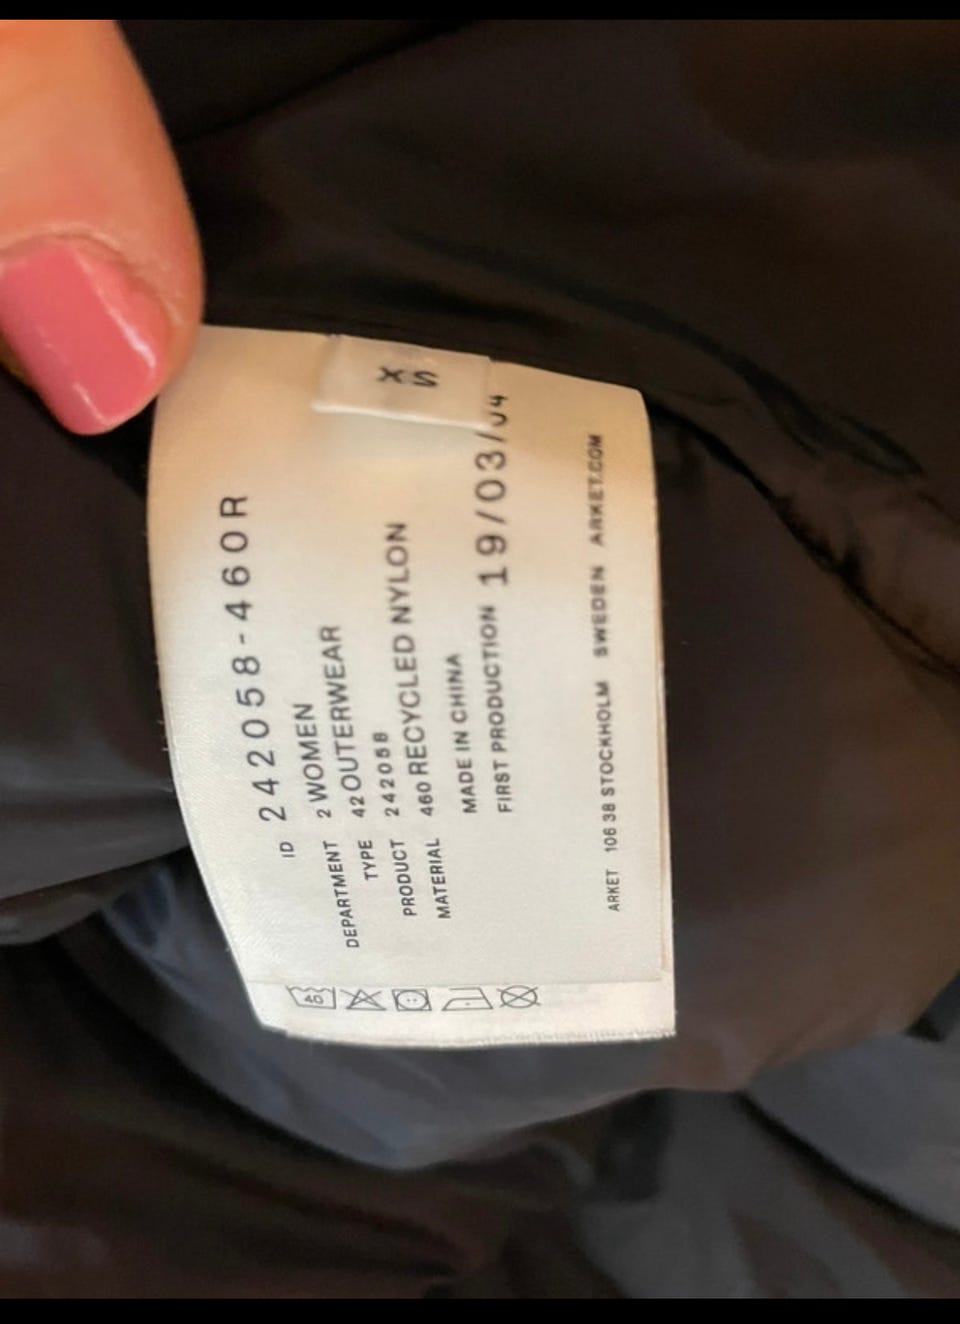 XS
ID 242058-460R
DEPARTMENT 2 WOMEN
TYPE 42 OUTERWEAR
PRODUCT 242058
MATERIAL 460 RECYCLED NYLON
MADE IN CHINA
FIRST PRODUCTION 19/03/04
ARKET 106 38 STOCKHOLM SWEDEN ARKET.COM
40